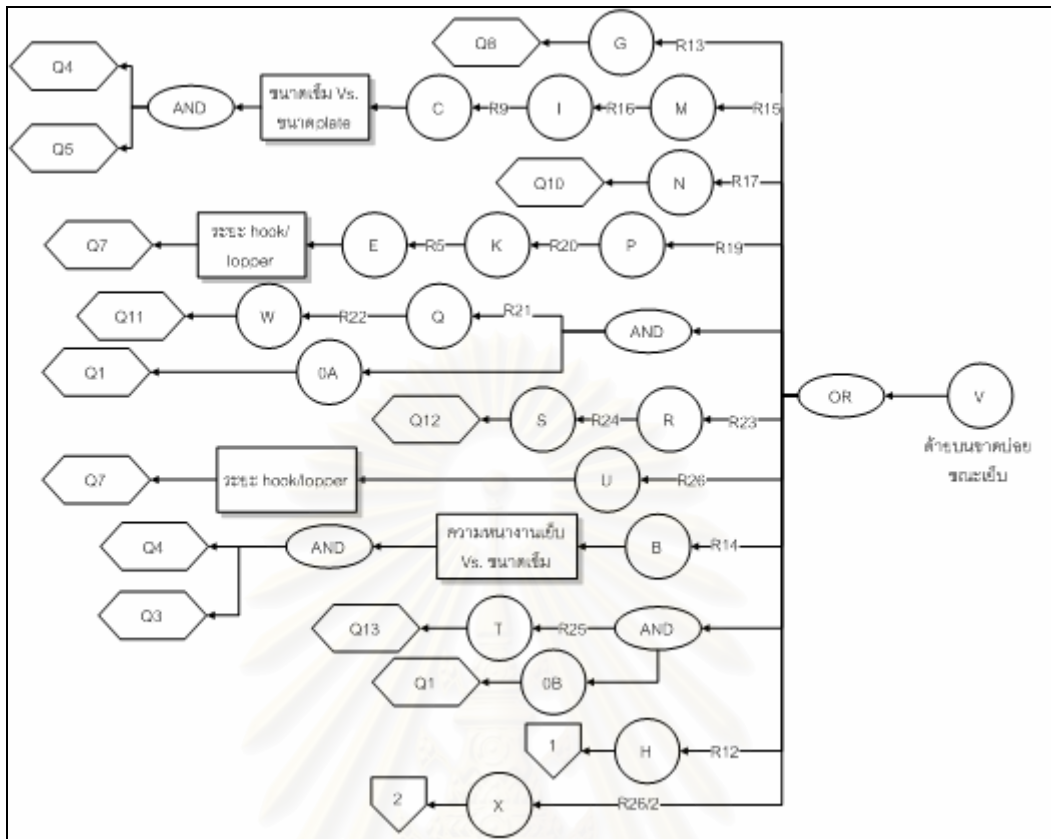 Q8
G
R13
Q4
AND
ขนาดเข็ม Vs.
ขนาดplate
C
R9
I
R16
M
R15
Q5
Q10
N
R17
Q7
ระยะ hook/
lopper
E
R5
K
R20
P
R19
Q11
W
R22
Q
R21
AND
Q1
0A
OR
V
ด้ายบนขาดบ่อย
ขณะเย็บ
Q12
S
R24
R
R23
Q7
ระยะ hook/lopper
U
R26
Q4
AND
ความหนางานเย็บ
Vs. ขนาดเข็ม
B
R14
Q3
Q13
T
R25
AND
Q1
0B
1
H
R12
2
X
R26/2